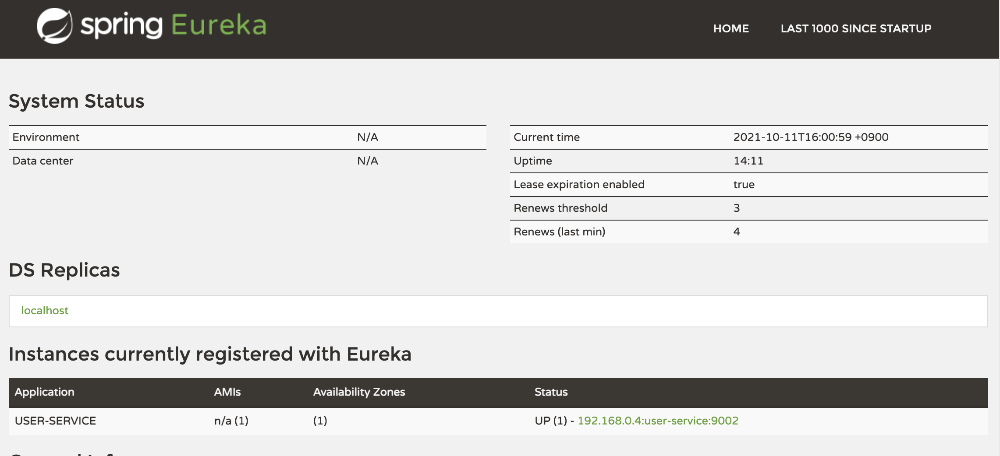 spring Eureka
HOME LAST 1000 SINCE STARTUP
System Status
Environment N/A
Data center N/A
Current time 2021-10-11T16:00:59 +0900
Uptime 14:11
Lease expiration enabled true
Renews threshold 3
Renews (last min) 4
DS Replicas
localhost
Instances currently registered with Eureka
Application AMIs Availability Zones Status
USER-SERVICE n/a (1) (1) UP (1) - 192.168.0.4:user-service:9002